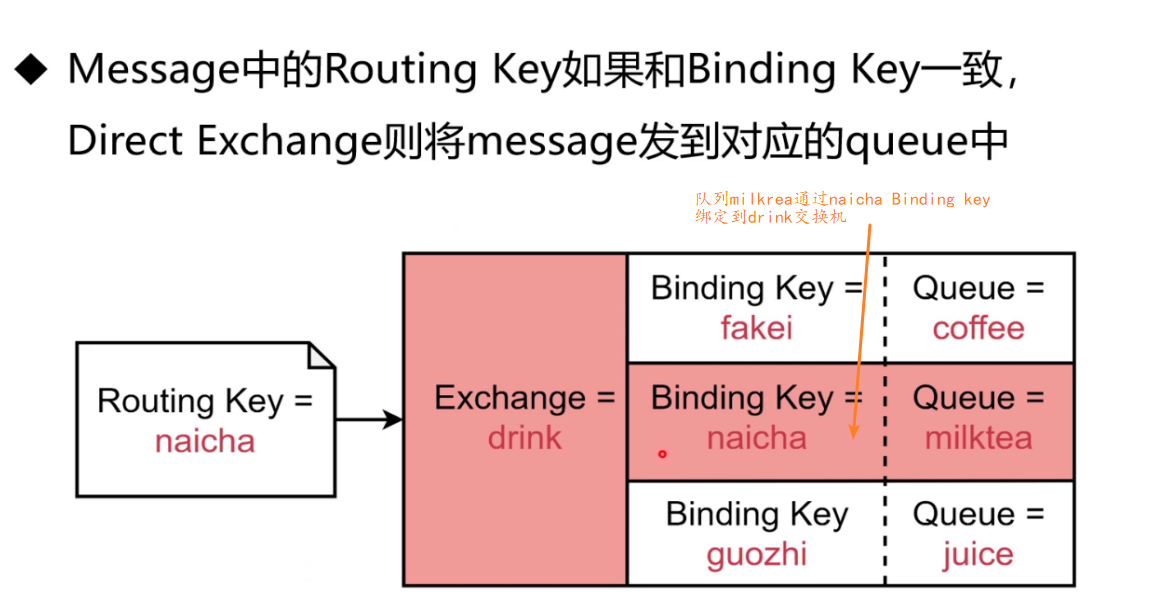 ◆ Message中的Routing Key如果和Binding Key一致，
Direct Exchange则将message发到对应的queue中
队列milkrea通过naicha Binding key
绑定到drink交换机
Routing Key =
naicha
Exchange =
drink
Binding Key =
fakei
Queue =
coffee
Binding Key =
naicha
Queue =
milktea
Binding Key
guozhi
Queue =
juice